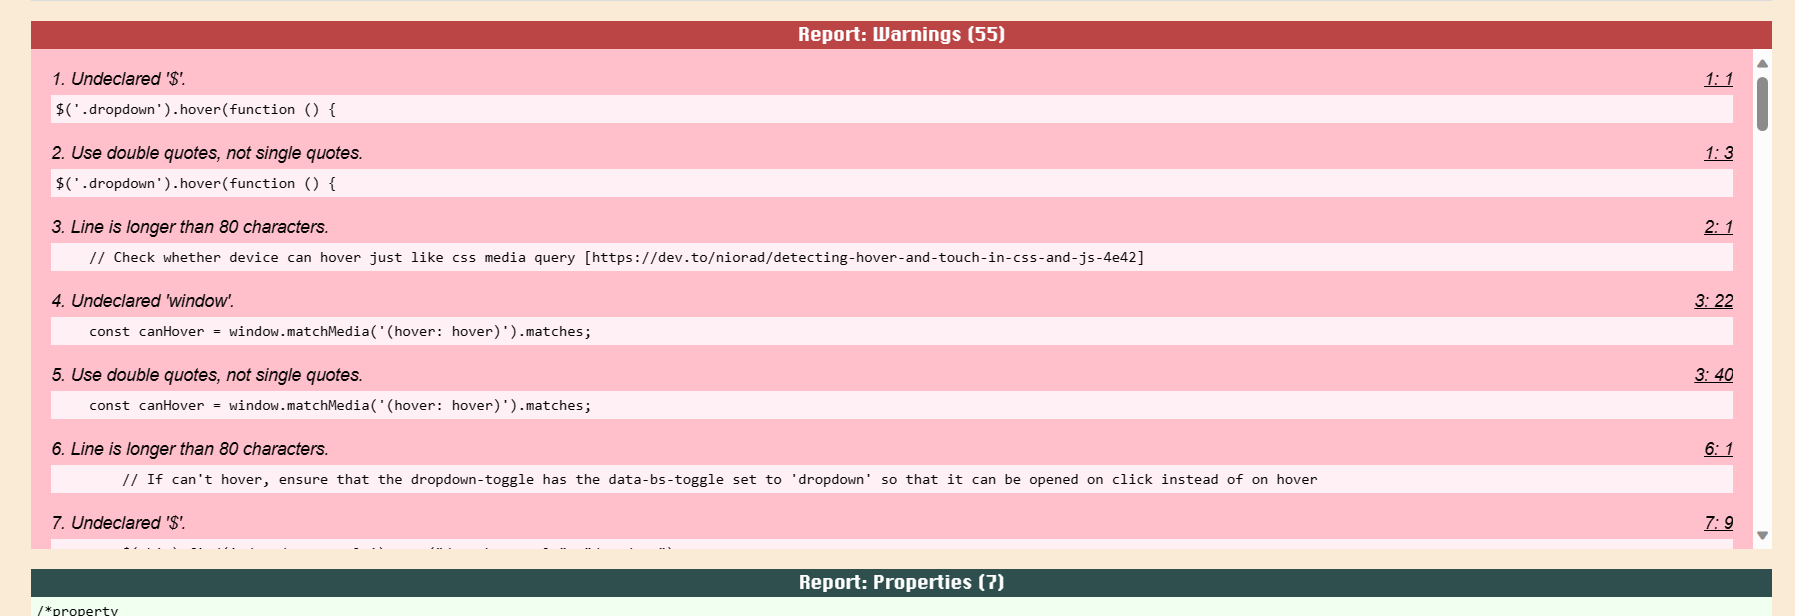 Report: Warnings (55)
1. Undeclared '$'. 1: 1
$('.dropdown').hover(function () {
2. Use double quotes, not single quotes. 1: 3
$('.dropdown').hover(function () {
3. Line is longer than 80 characters. 2: 1
// Check whether device can hover just like css media query [https://dev.to/niorad/detecting-hover-and-touch-in-css-and-js-4e42]
4. Undeclared 'window'. 3: 22
const canHover = window.matchMedia('(hover: hover)').matches;
5. Use double quotes, not single quotes. 3: 40
const canHover = window.matchMedia('(hover: hover)').matches;
6. Line is longer than 80 characters. 6: 1
// If can't hover, ensure that the dropdown-toggle has the data-bs-toggle set to 'dropdown' so that it can be opened on click instead of on hover
7. Undeclared '$'. 7: 9
Report: Properties (7)
/*property